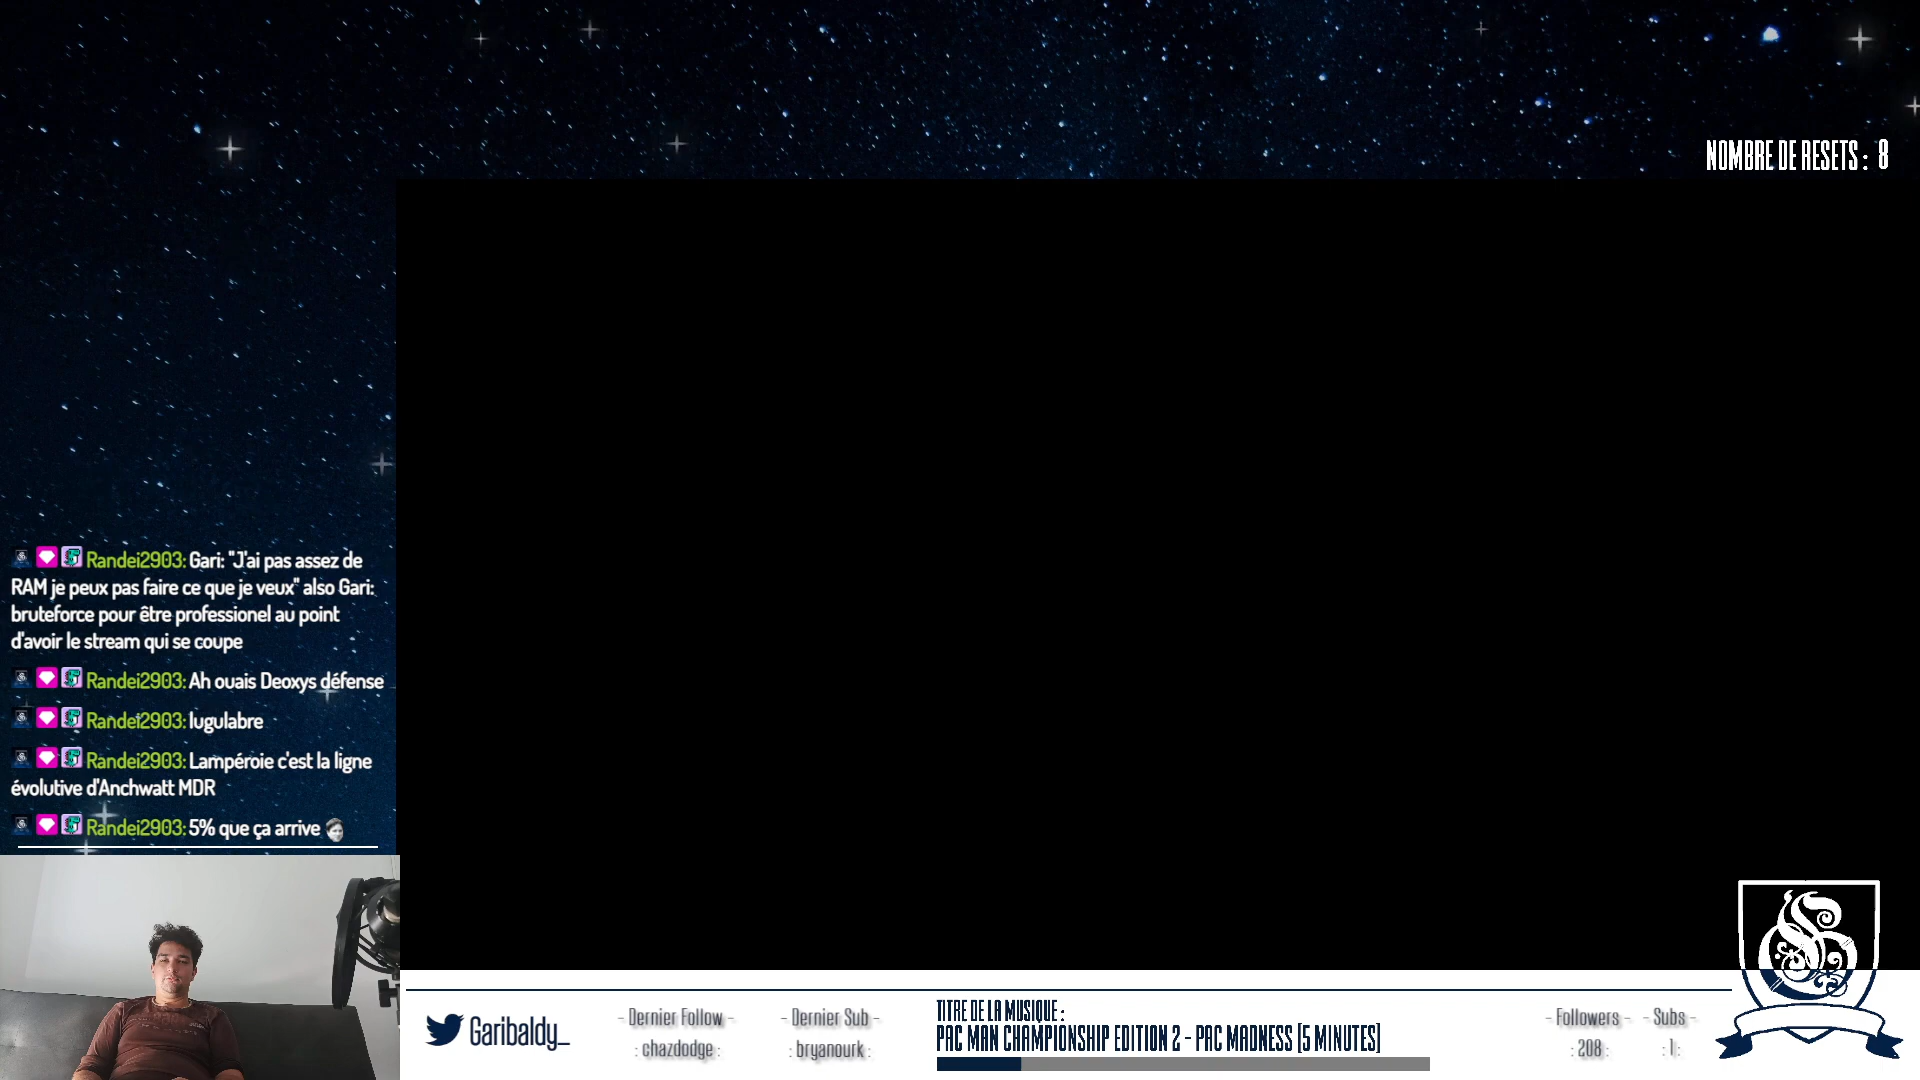 NOMBRE DE RESETS : 8
Randei2903: Gari: "J'ai pas assez de
RAM je peux pas faire ce que je veux" also Gari:
bruteforce pour être professionel au point
d'avoir le stream qui se coupe
Randei2903: Ah ouais Deoxys défense
Randei2903: lugulabre
Randei2903: Lampéroie c'est la ligne
évolutive d'Anchwatt MDR
Randei2903: 5% que ça arrive
Garibaldy_
- Dernier Follow -
: chazdodge :
- Dernier Sub -
: bryanourk :
TITRE DE LA MUSIQUE :
PAC MAN CHAMPIONSHIP EDITION 2 - PAC MADNESS [5 MINUTES]
- Followers -
: 208 :
- Subs -
: 1 :